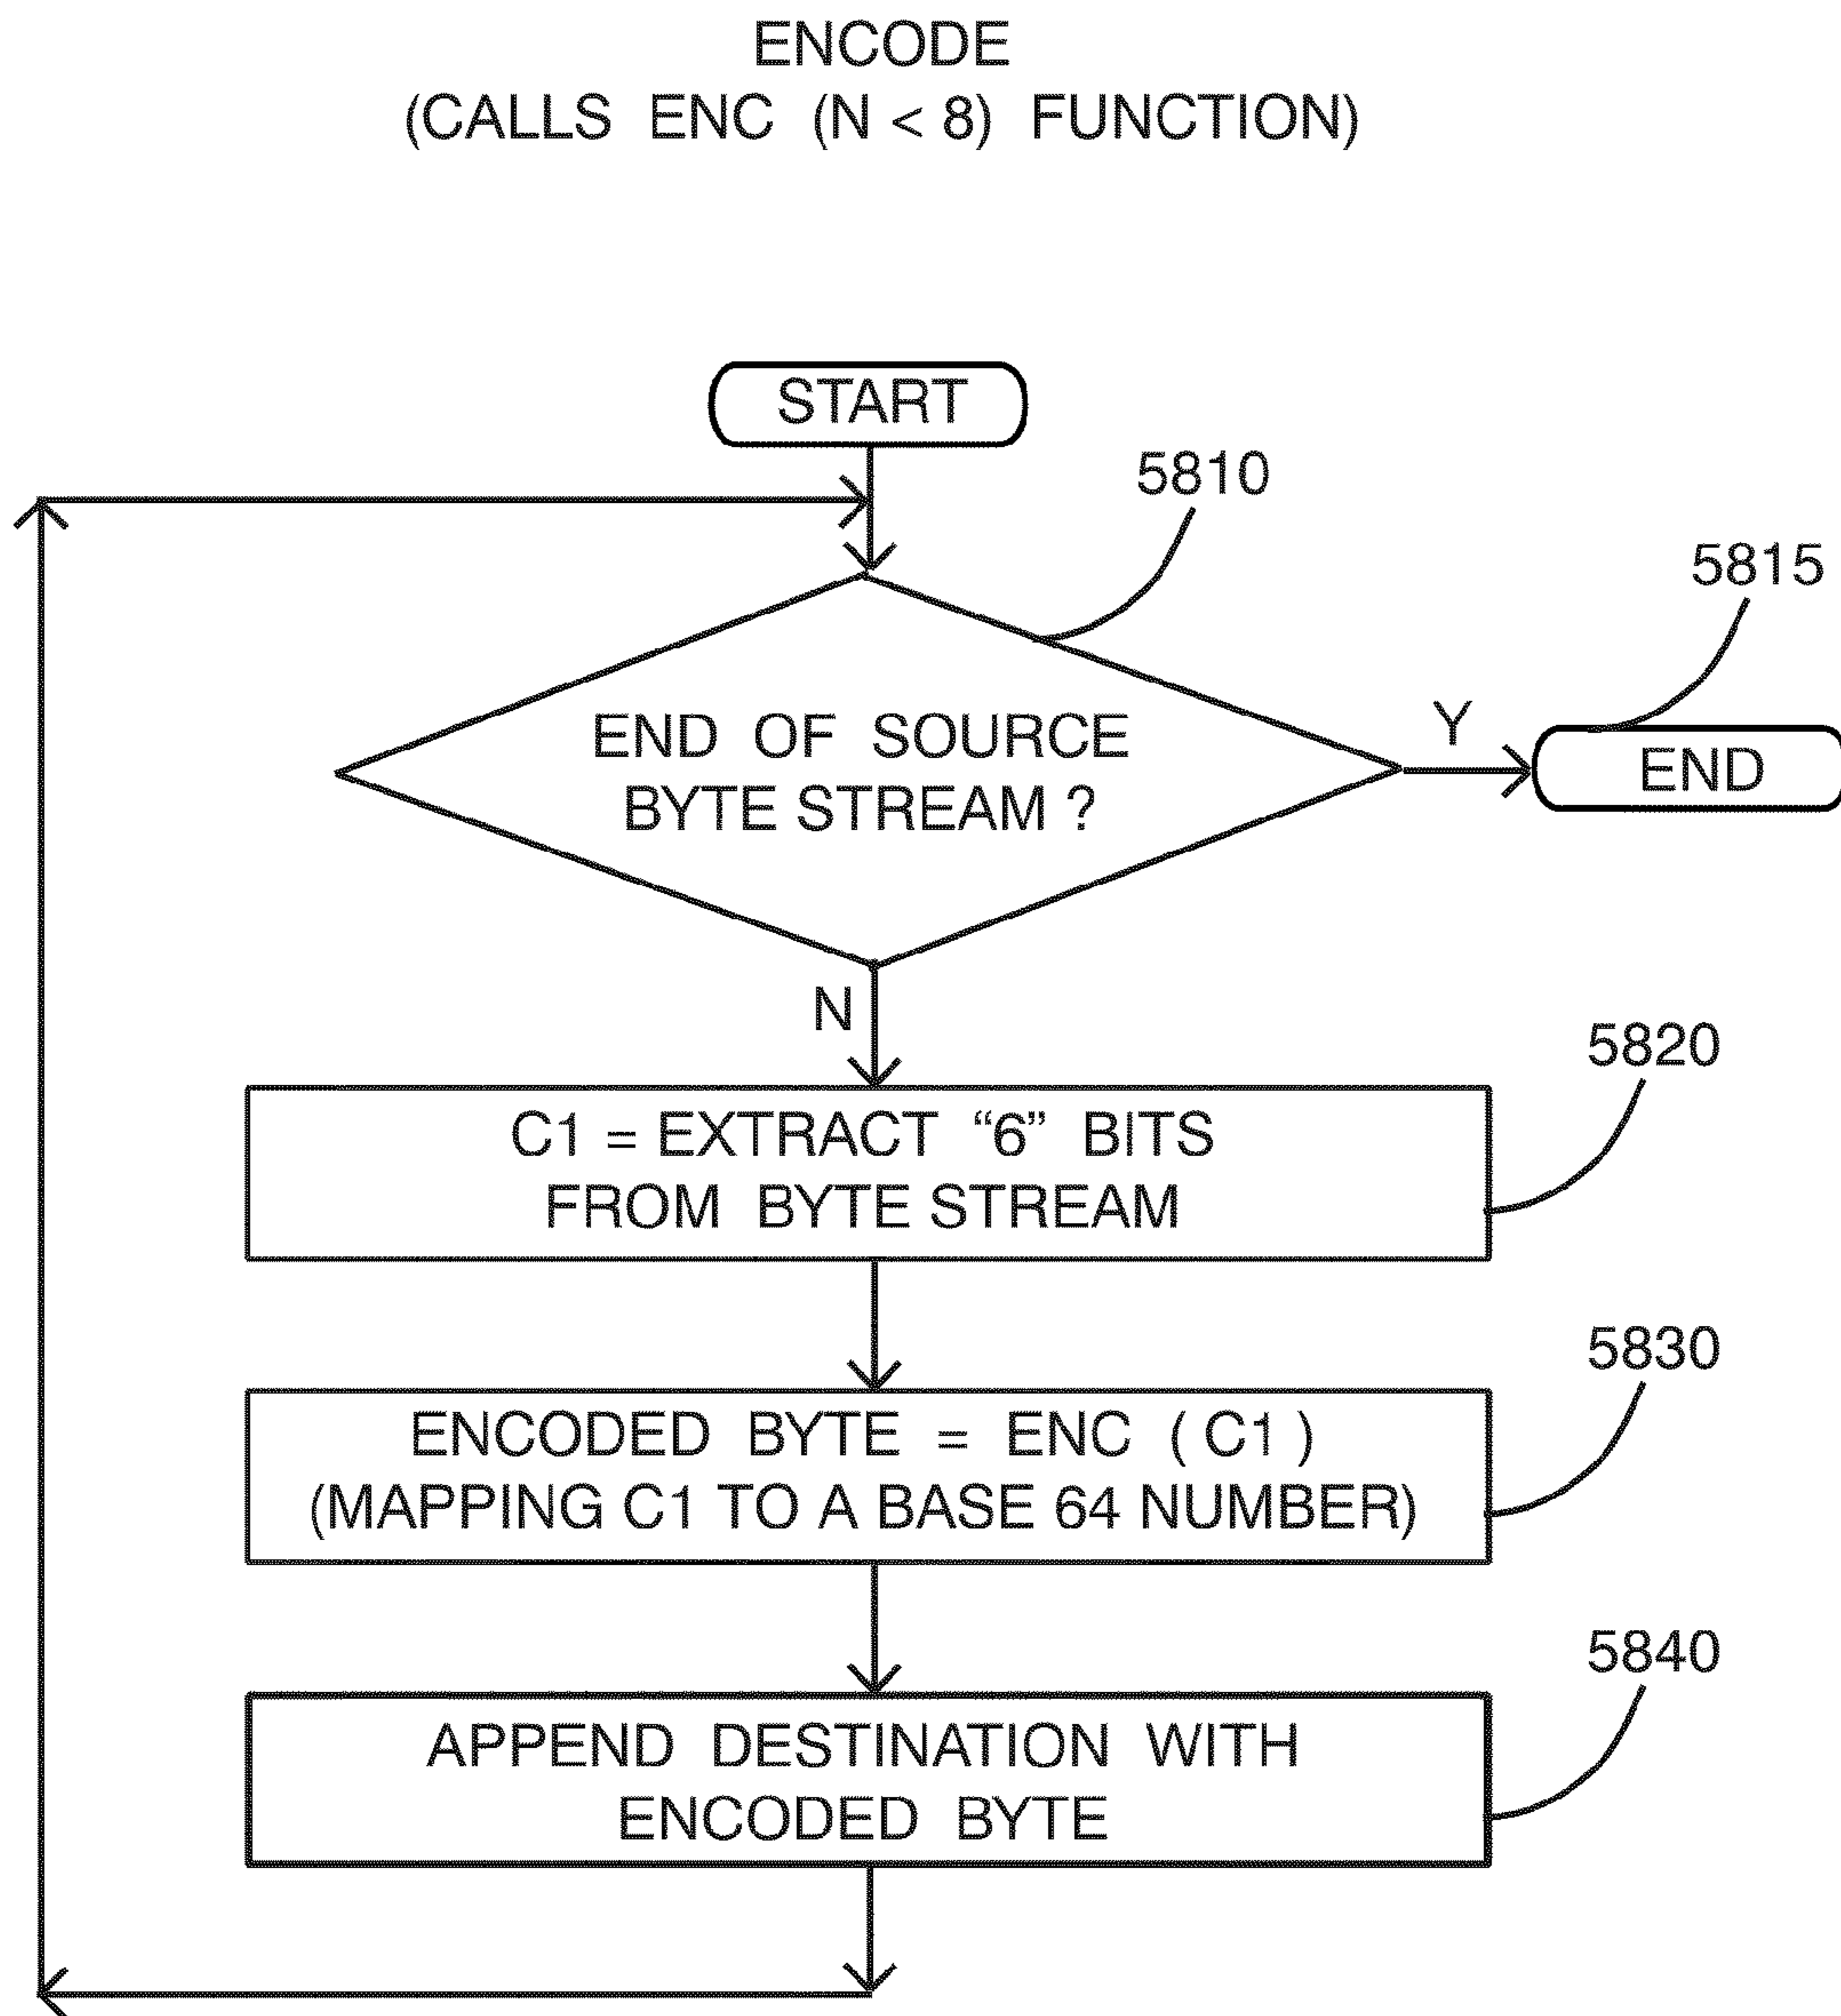 ENCODE
(CALLS ENC (N < 8) FUNCTION)
START
5810
5815
END OF SOURCE
BYTE STREAM ?
Y
END
N
5820
C1 = EXTRACT “6” BITS
FROM BYTE STREAM
5830
ENCODED BYTE = ENC ( C1 )
(MAPPING C1 TO A BASE 64 NUMBER)
5840
APPEND DESTINATION WITH
ENCODED BYTE